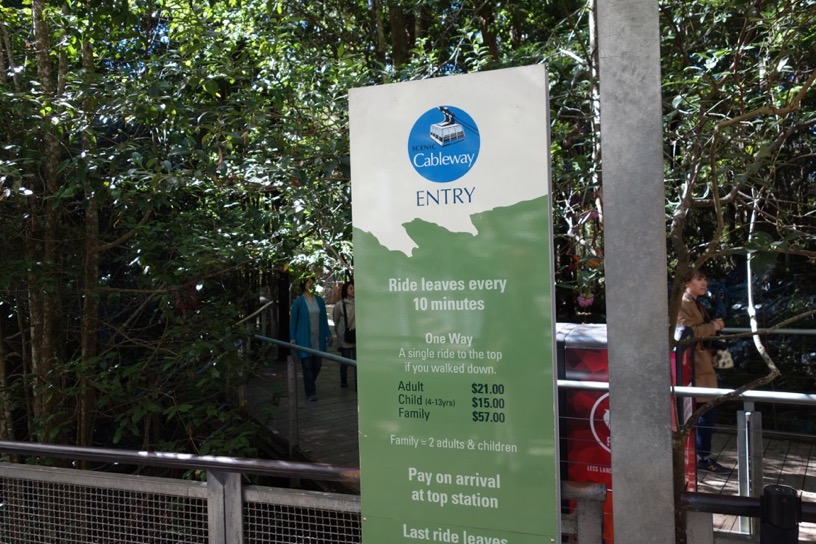 SCENIC
Cableway
ENTRY
Ride leaves every
10 minutes
One Way
A single ride to the top
if you walked down.
Adult $21.00
Child (4-13yrs) $15.00
Family $57.00
Family = 2 adults & children
Pay on arrival
at top station
Last ride leaves
LESS LAN